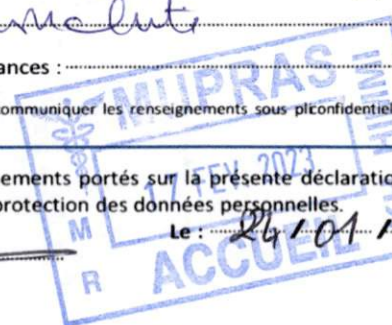 ances :
communiquer les renseignements sous pli confidentiel
MUPRAS
ements portés sur la présente déclaration
17 FEV. 2023
protection des données personnelles.
M
Le : 24/01/
ACCUEIL
R